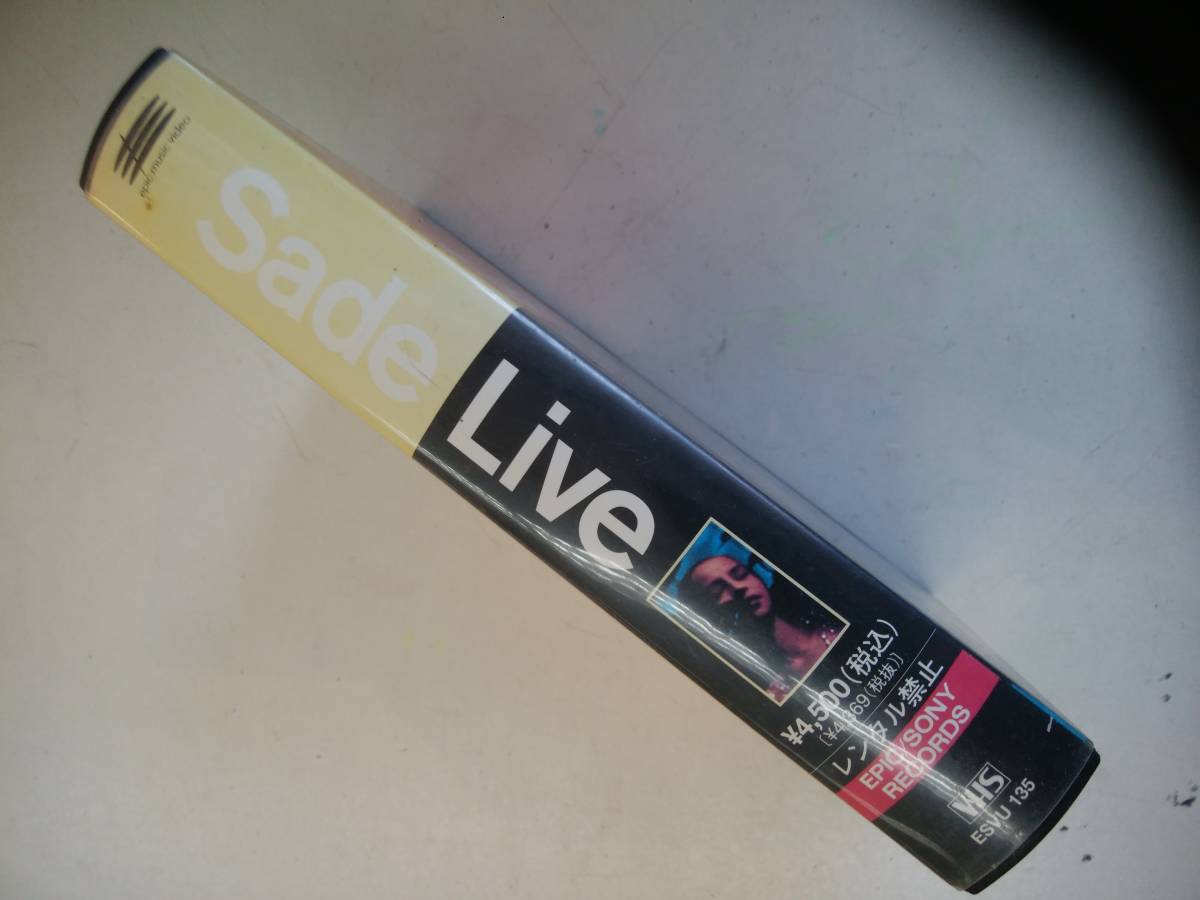 epic music video
Sade
Live
¥4,500(税込)
〔¥4,369(税抜)〕
レンタル禁止
EPIC/SONY
RECORDS
VHS
ESVU 135